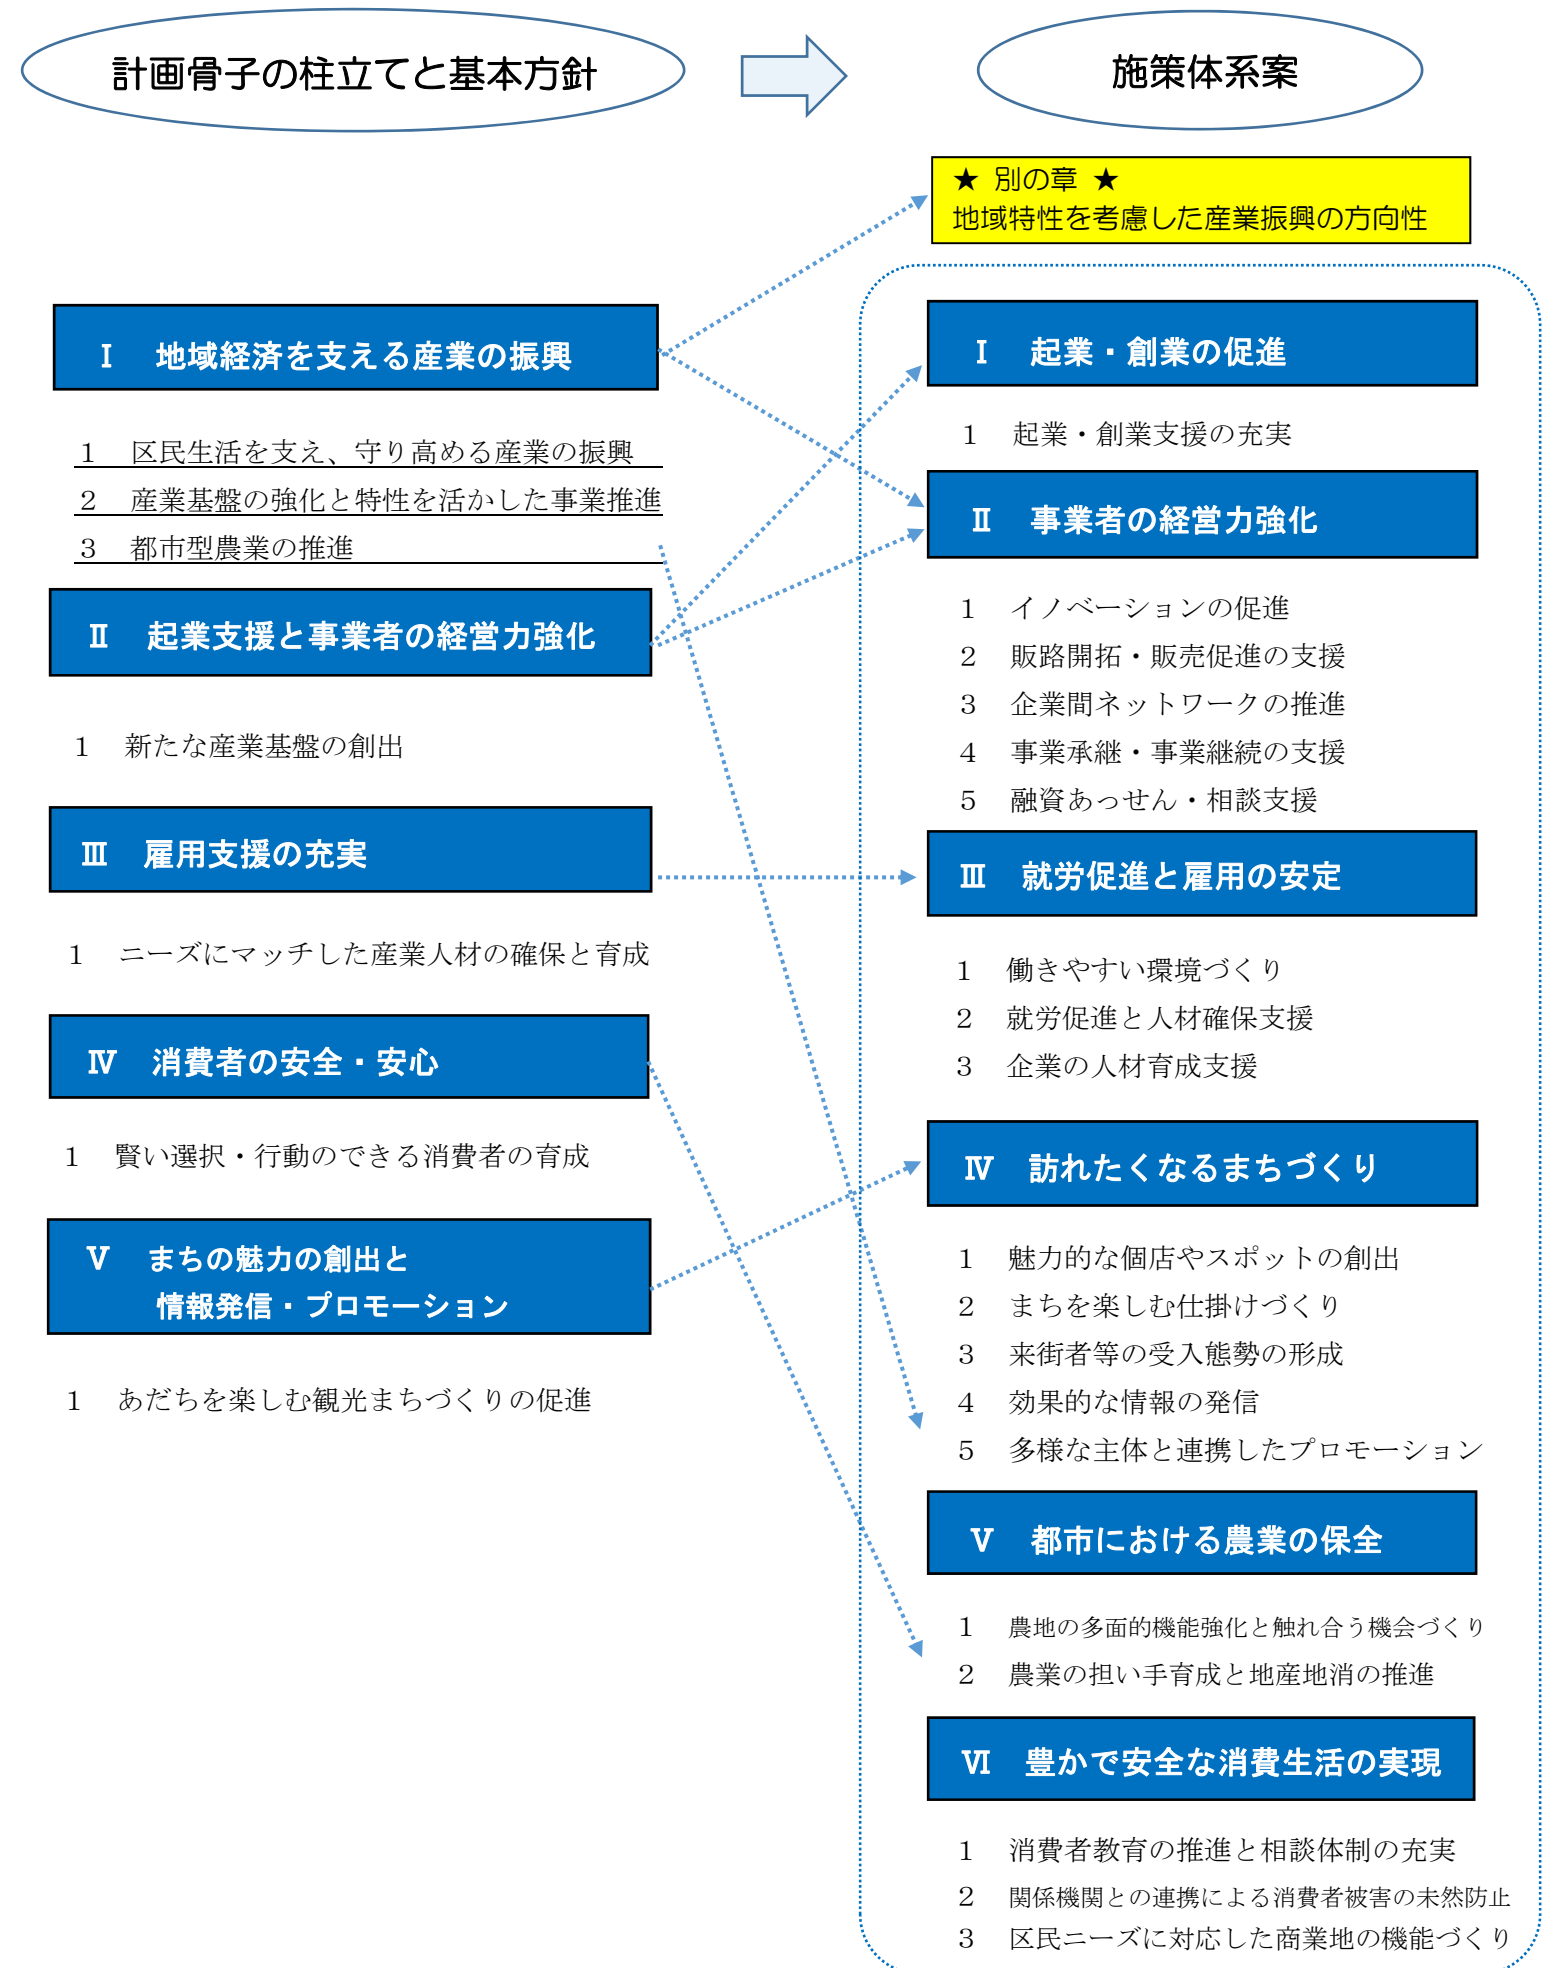 計画骨子の柱立てと基本方針
施策体系案
★ 別の章 ★
地域特性を考慮した産業振興の方向性
Ⅰ 地域経済を支える産業の振興
1 区民生活を支え、守り高める産業の振興
2 産業基盤の強化と特性を活かした事業推進
3 都市型農業の推進
Ⅱ 起業支援と事業者の経営力強化
1 新たな産業基盤の創出
Ⅲ 雇用支援の充実
1 ニーズにマッチした産業人材の確保と育成
Ⅳ 消費者の安全・安心
1 賢い選択・行動のできる消費者の育成
Ⅴ まちの魅力の創出と
情報発信・プロモーション
1 あだちを楽しむ観光まちづくりの促進
Ⅰ 起業・創業の促進
1 起業・創業支援の充実
Ⅱ 事業者の経営力強化
1 イノベーションの促進
2 販路開拓・販売促進の支援
3 企業間ネットワークの推進
4 事業承継・事業継続の支援
5 融資あっせん・相談支援
Ⅲ 就労促進と雇用の安定
1 働きやすい環境づくり
2 就労促進と人材確保支援
3 企業の人材育成支援
Ⅳ 訪れたくなるまちづくり
1 魅力的な個店やスポットの創出
2 まちを楽しむ仕掛けづくり
3 来街者等の受入態勢の形成
4 効果的な情報の発信
5 多様な主体と連携したプロモーション
Ⅴ 都市における農業の保全
1 農地の多面的機能強化と触れ合う機会づくり
2 農業の担い手育成と地産地消の推進
Ⅵ 豊かで安全な消費生活の実現
1 消費者教育の推進と相談体制の充実
2 関係機関との連携による消費者被害の未然防止
3 区民ニーズに対応した商業地の機能づくり